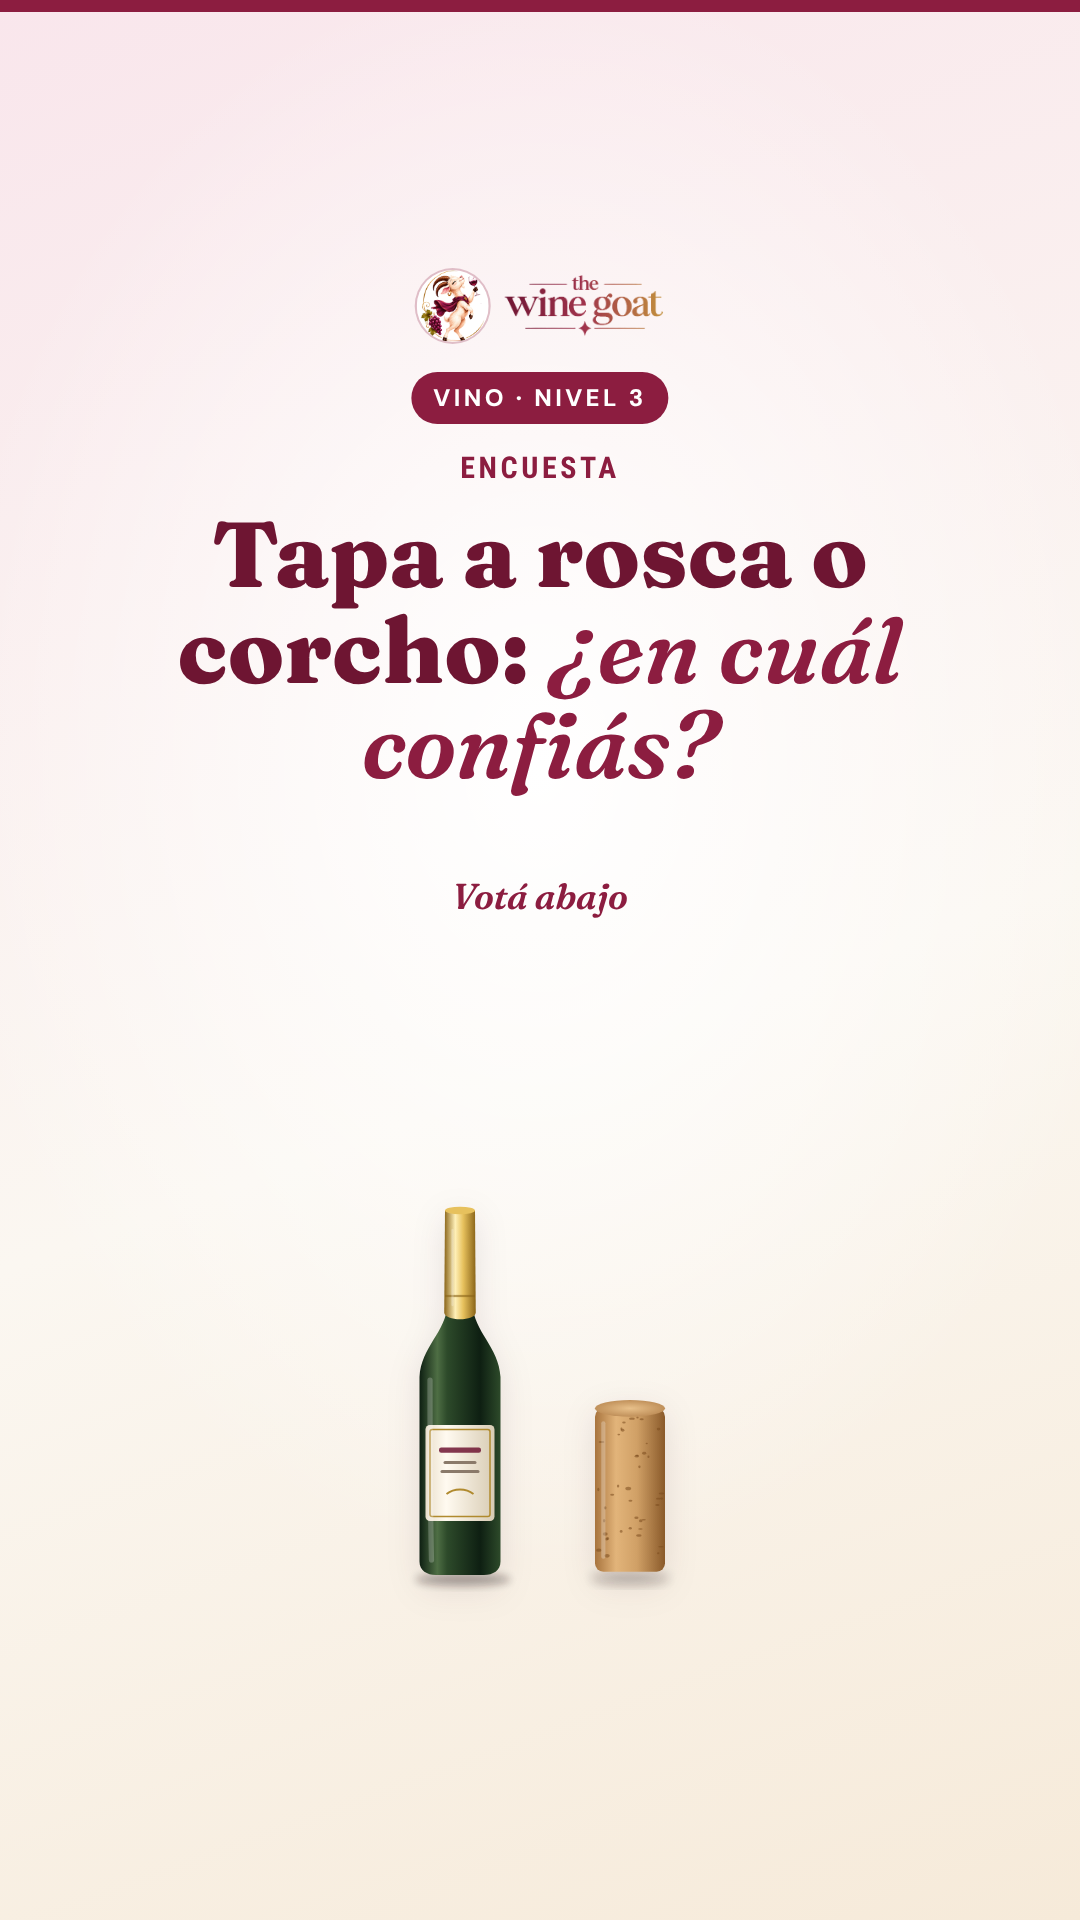 the
wine goat
VINO · NIVEL 3
ENCUESTA
Tapa a rosca o
corcho: ¿en cuál
confiás?
Votá abajo